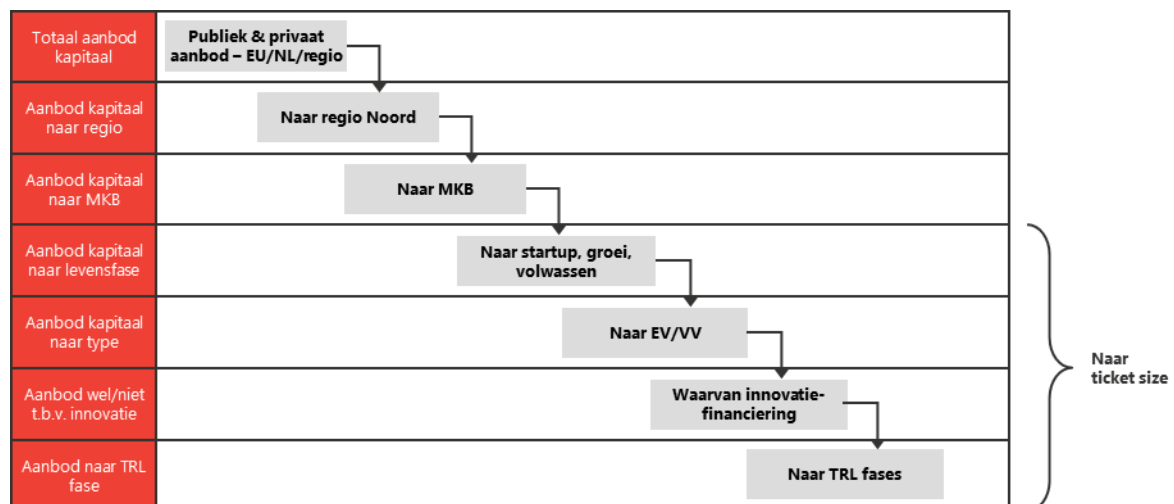 Totaal aanbod
kapitaal
Publiek & privaat
aanbod – EU/NL/regio
Aanbod kapitaal
naar regio
Naar regio Noord
Aanbod kapitaal
naar MKB
Naar MKB
Aanbod kapitaal
naar levensfase
Naar startup, groei,
volwassen
Aanbod kapitaal
naar type
Naar EV/VV
Aanbod wel/niet
t.b.v. innovatie
Waarvan innovatie-
financiering
Aanbod naar TRL
fase
Naar TRL fases
Naar
ticket size